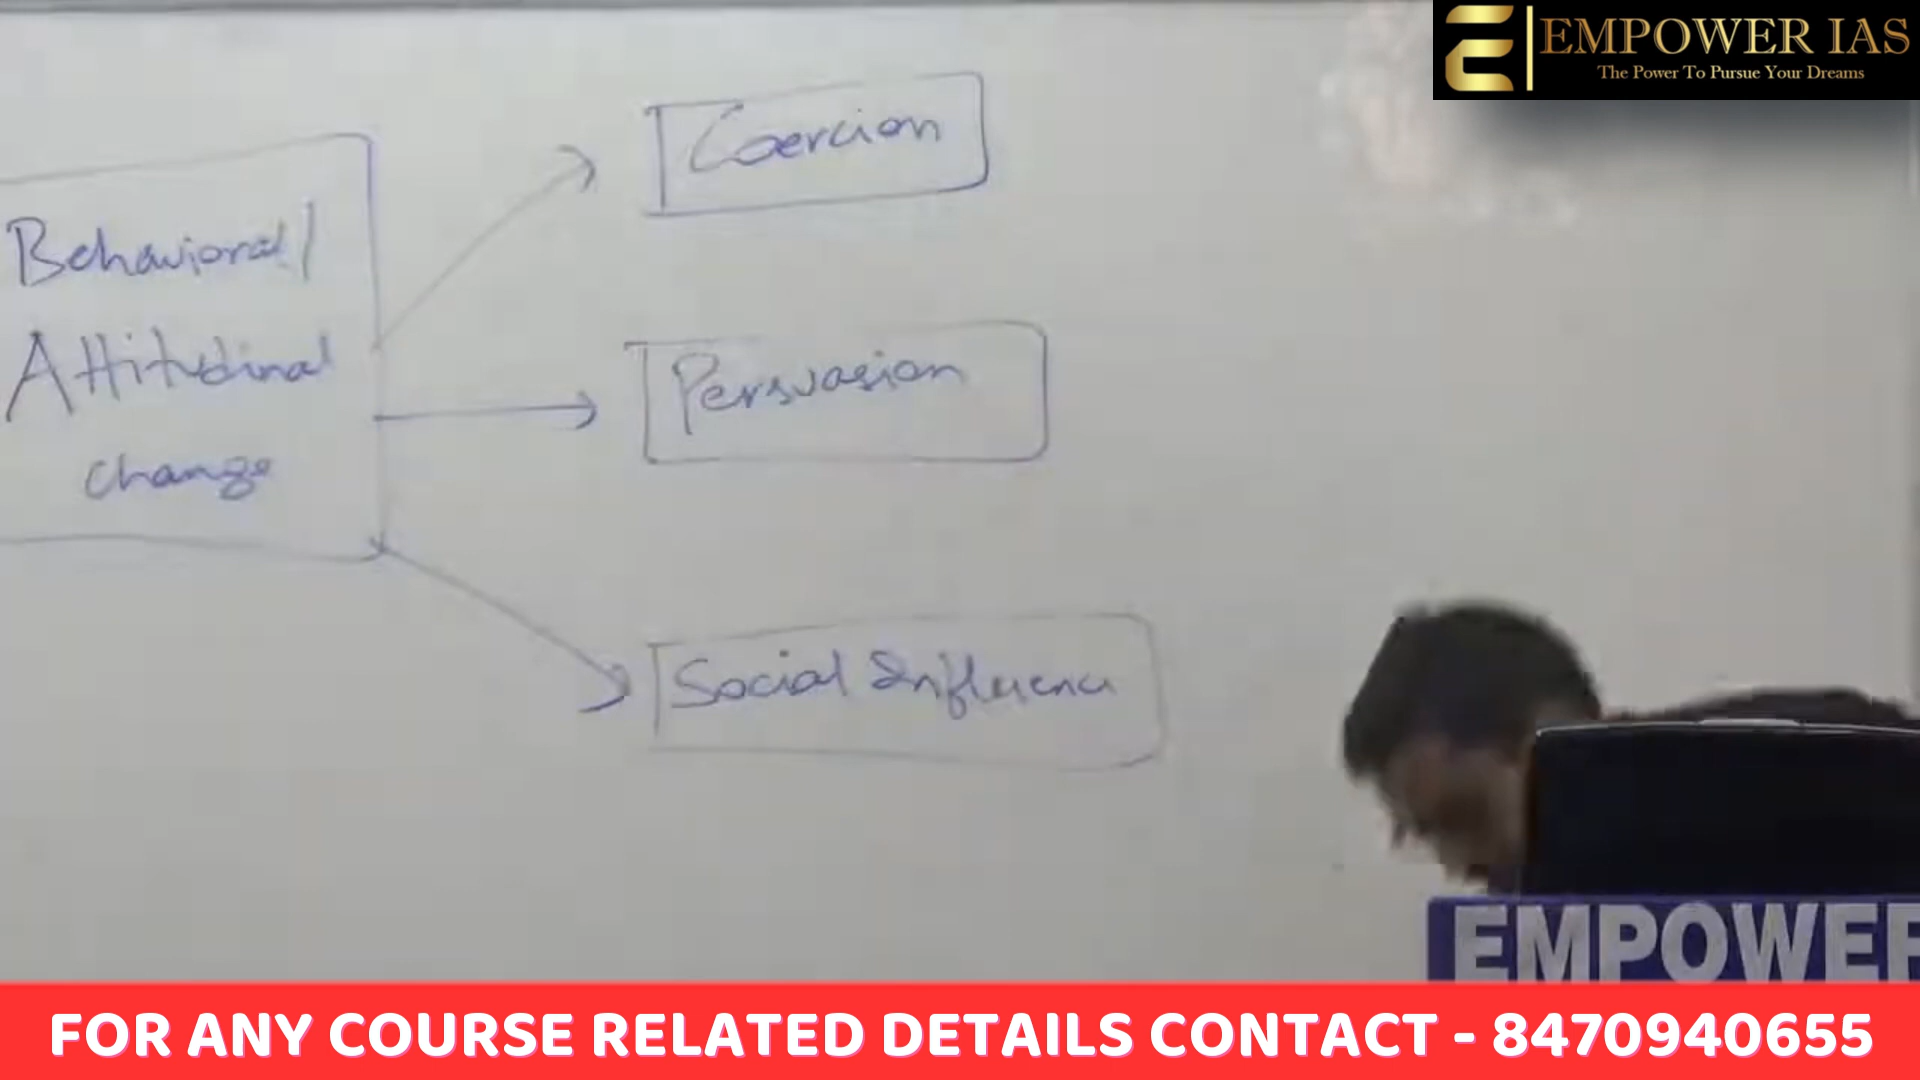 EMPOWER IAS
The Power To Pursue Your Dreams
Coercion
Behavioral/
Attitudinal
change
Persuasion
Social Influence
EMPOWER
FOR ANY COURSE RELATED DETAILS CONTACT - 8470940655